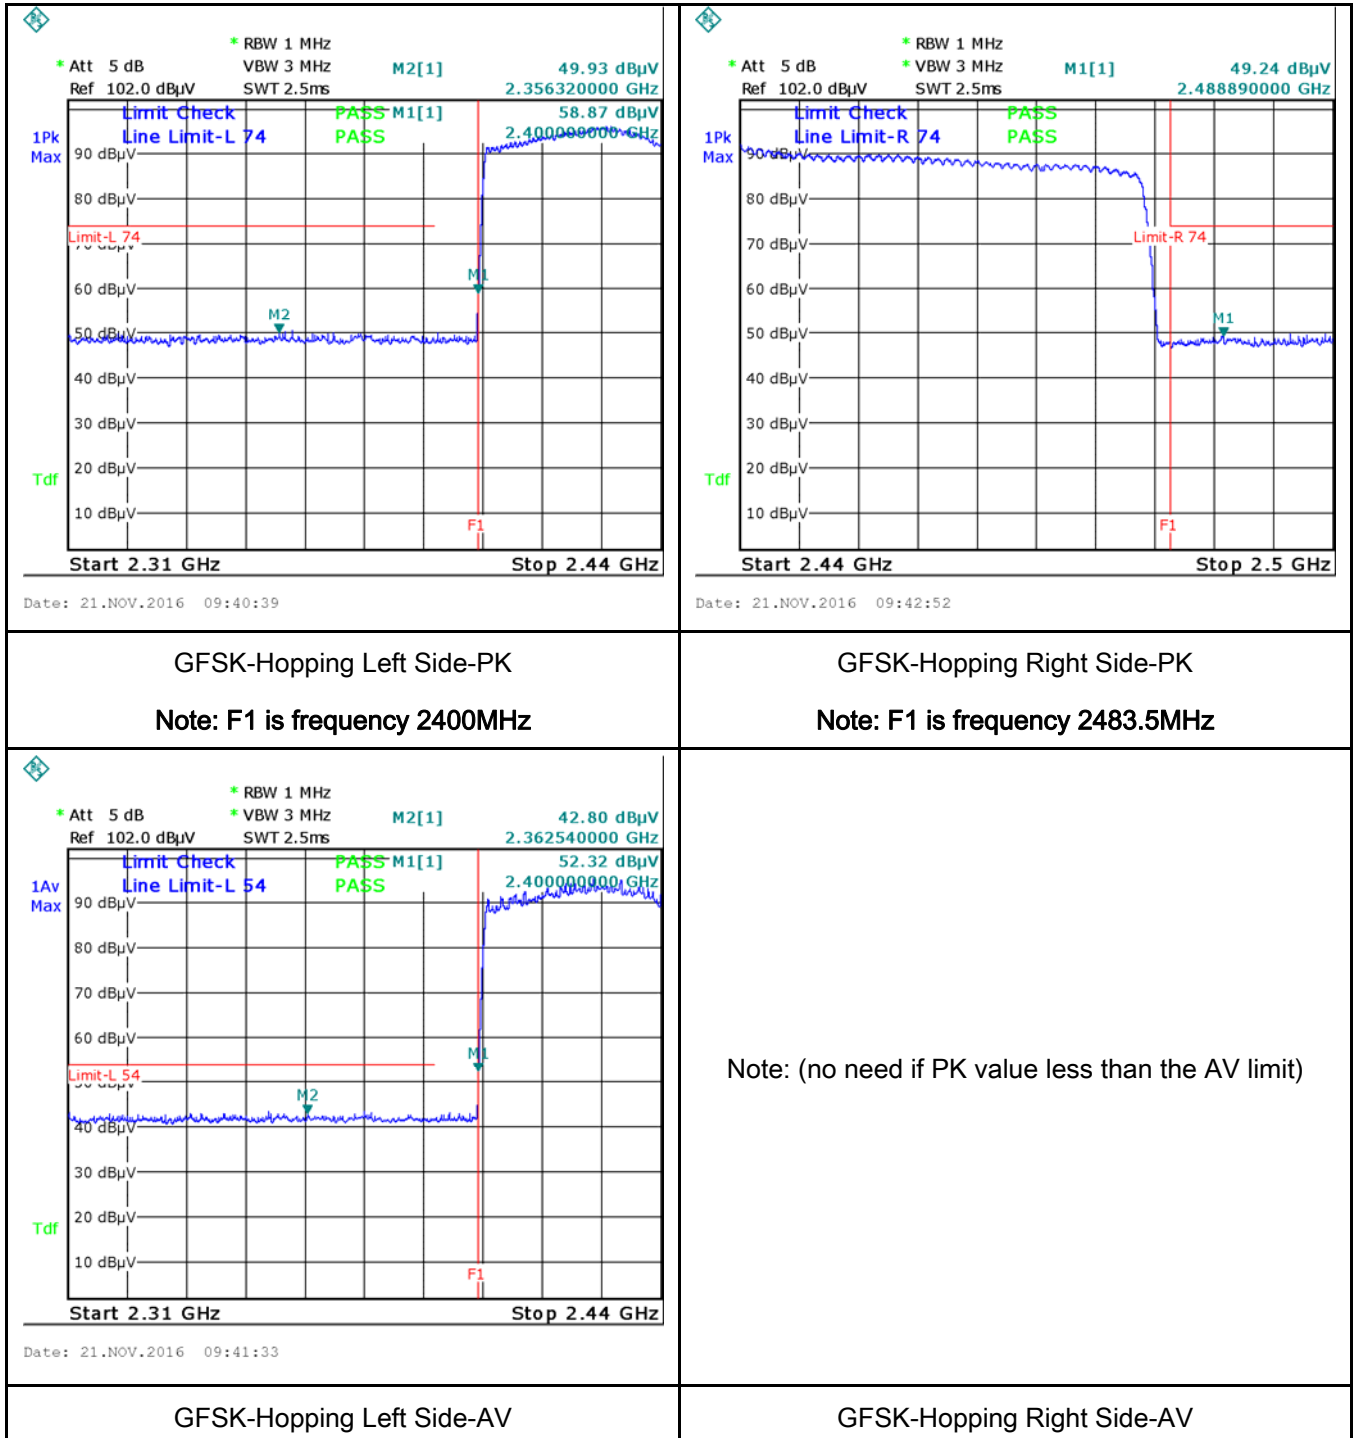 * RBW 1 MHz
* Att 5 dB VBW 3 MHz M2[1] 49.93 dBµV
Ref 102.0 dBµV SWT 2.5ms 2.356320000 GHz
Limit Check PASS M1[1] 58.87 dBµV
1Pk Line Limit-L 74 PASS 2.400000000 GHz
Max
90 dBµV
80 dBµV
Limit-L 74
70 dBµV
M1
60 dBµV
M2
50 dBµV
40 dBµV
30 dBµV
20 dBµV
Tdf
10 dBµV
F1
Start 2.31 GHz Stop 2.44 GHz
Date: 21.NOV.2016 09:40:39
* RBW 1 MHz
* Att 5 dB * VBW 3 MHz M1[1] 49.24 dBµV
Ref 102.0 dBµV SWT 2.5ms 2.488890000 GHz
Limit Check PASS
1Pk Line Limit-R 74 PASS
Max
90 dBµV
80 dBµV
Limit-R 74
70 dBµV
60 dBµV
M1
50 dBµV
40 dBµV
30 dBµV
20 dBµV
Tdf
10 dBµV
F1
Start 2.44 GHz Stop 2.5 GHz
Date: 21.NOV.2016 09:42:52
GFSK-Hopping Left Side-PK
Note: F1 is frequency 2400MHz
GFSK-Hopping Right Side-PK
Note: F1 is frequency 2483.5MHz
* RBW 1 MHz
* Att 5 dB * VBW 3 MHz M2[1] 42.80 dBµV
Ref 102.0 dBµV SWT 2.5ms 2.362540000 GHz
Limit Check PASS M1[1] 52.32 dBµV
1Av Line Limit-L 54 PASS 2.400000000 GHz
Max
90 dBµV
80 dBµV
70 dBµV
60 dBµV
M1
Limit-L 54
50 dBµV
M2
40 dBµV
30 dBµV
20 dBµV
Tdf
10 dBµV
F1
Start 2.31 GHz Stop 2.44 GHz
Date: 21.NOV.2016 09:41:33
Note: (no need if PK value less than the AV limit)
GFSK-Hopping Left Side-AV
GFSK-Hopping Right Side-AV